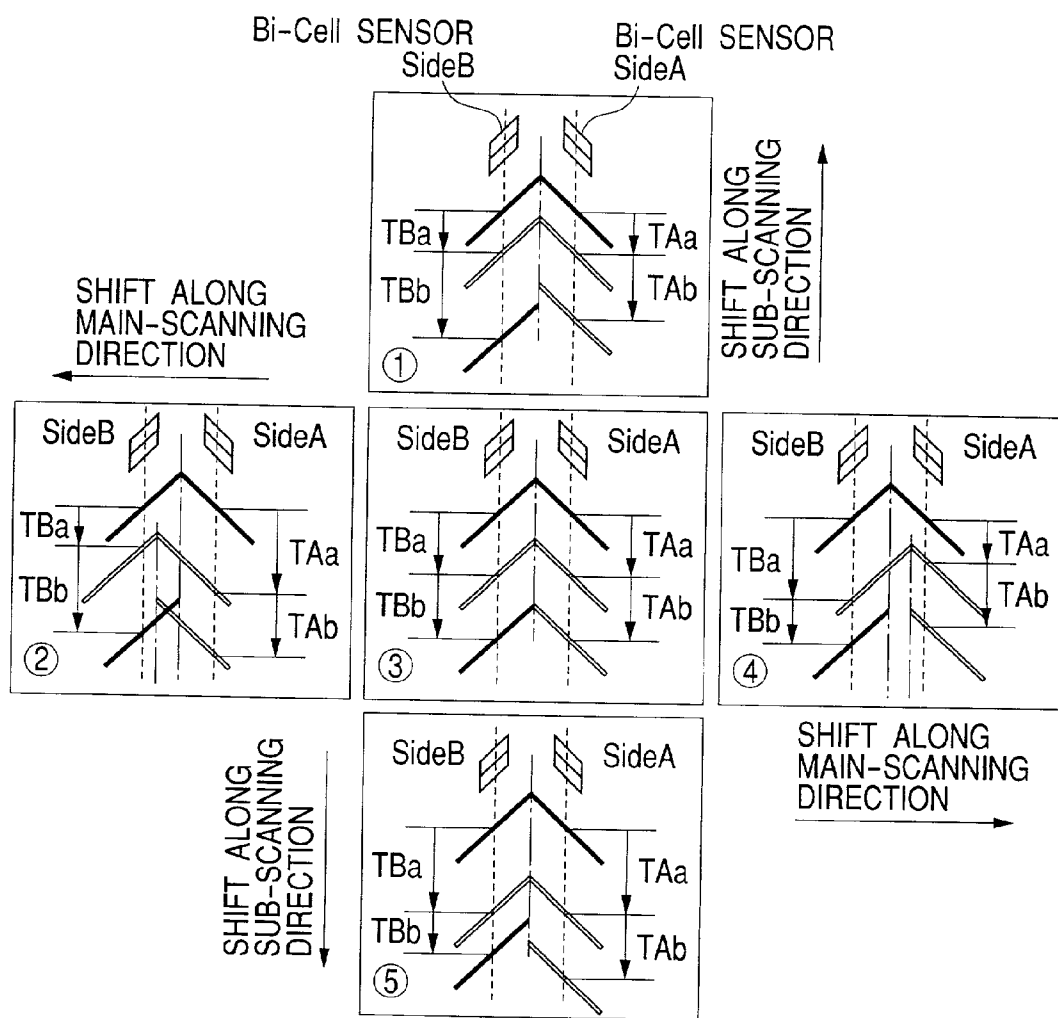 Bi-Cell SENSOR
SideB
Bi-Cell SENSOR
SideA
TBa
TBb
TAa
TAb
①
SHIFT ALONG
SUB-SCANNING
DIRECTION
SHIFT ALONG
MAIN-SCANNING
DIRECTION
SideB
SideA
TBa
TBb
TAa
TAb
②
SideB
SideA
TBa
TBb
TAa
TAb
③
SideB
SideA
TBa
TBb
TAa
TAb
④
SHIFT ALONG
SUB-SCANNING
DIRECTION
SideB
SideA
TBa
TBb
TAa
TAb
⑤
SHIFT ALONG
MAIN-SCANNING
DIRECTION